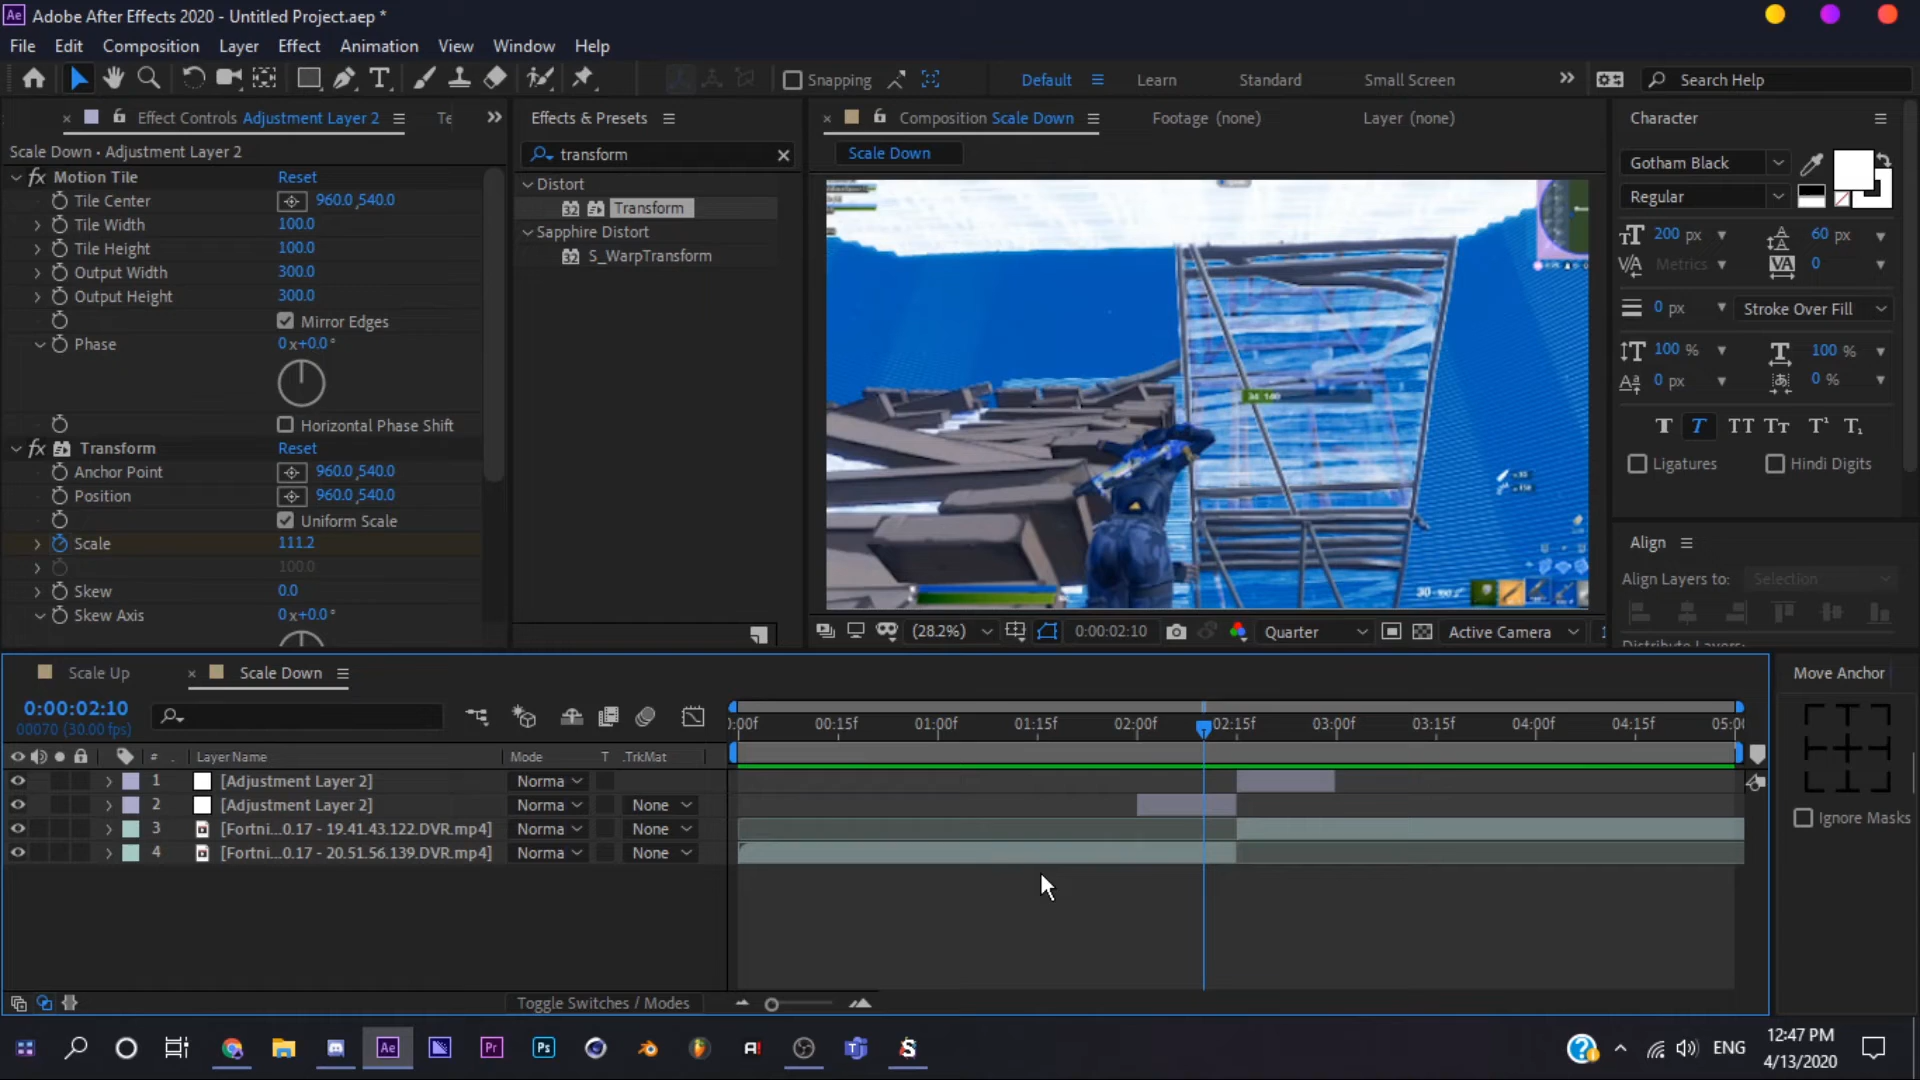 Adobe After Effects 2020 - Untitled Project.aep *
File Edit Composition Layer Effect Animation View Window Help
Snapping Default Learn Standard Small Screen Search Help
Effect Controls Adjustment Layer 2 Te
Scale Down • Adjustment Layer 2
fx Motion Tile Reset
Tile Center 960.0,540.0
Tile Width 100.0
Tile Height 100.0
Output Width 300.0
Output Height 300.0
Mirror Edges
Phase 0x+0.0°
Horizontal Phase Shift
fx Transform Reset
Anchor Point 960.0,540.0
Position 960.0,540.0
Uniform Scale
Scale 111.2
100.0
Skew 0.0
Skew Axis 0x+0.0°
Effects & Presets
transform
Distort
32 Transform
Sapphire Distort
32 S_WarpTransform
Composition Scale Down Footage (none) Layer (none)
Scale Down
(28.2%) 0:00:02:10 Quarter Active Camera
Character
Gotham Black
Regular
200 px 60 px
Metrics 0
0 px Stroke Over Fill
100 % 100 %
0 px 0 %
Ligatures Hindi Digits
Align
Align Layers to: Selection
Scale Up Scale Down
0:00:02:10
00070 (30.00 fps)
:00f 00:15f 01:00f 01:15f 02:00f 02:15f 03:00f 03:15f 04:00f 04:15f 05:00
# Layer Name Mode T .TrkMat
1 [Adjustment Layer 2] Norma
2 [Adjustment Layer 2] Norma None
3 [Fortni...0.17 - 19.41.43.122.DVR.mp4] Norma None
4 [Fortni...0.17 - 20.51.56.139.DVR.mp4] Norma None
Toggle Switches / Modes
Move Anchor
Ignore Masks
Ae Pr Ps ENG
12:47 PM
4/13/2020